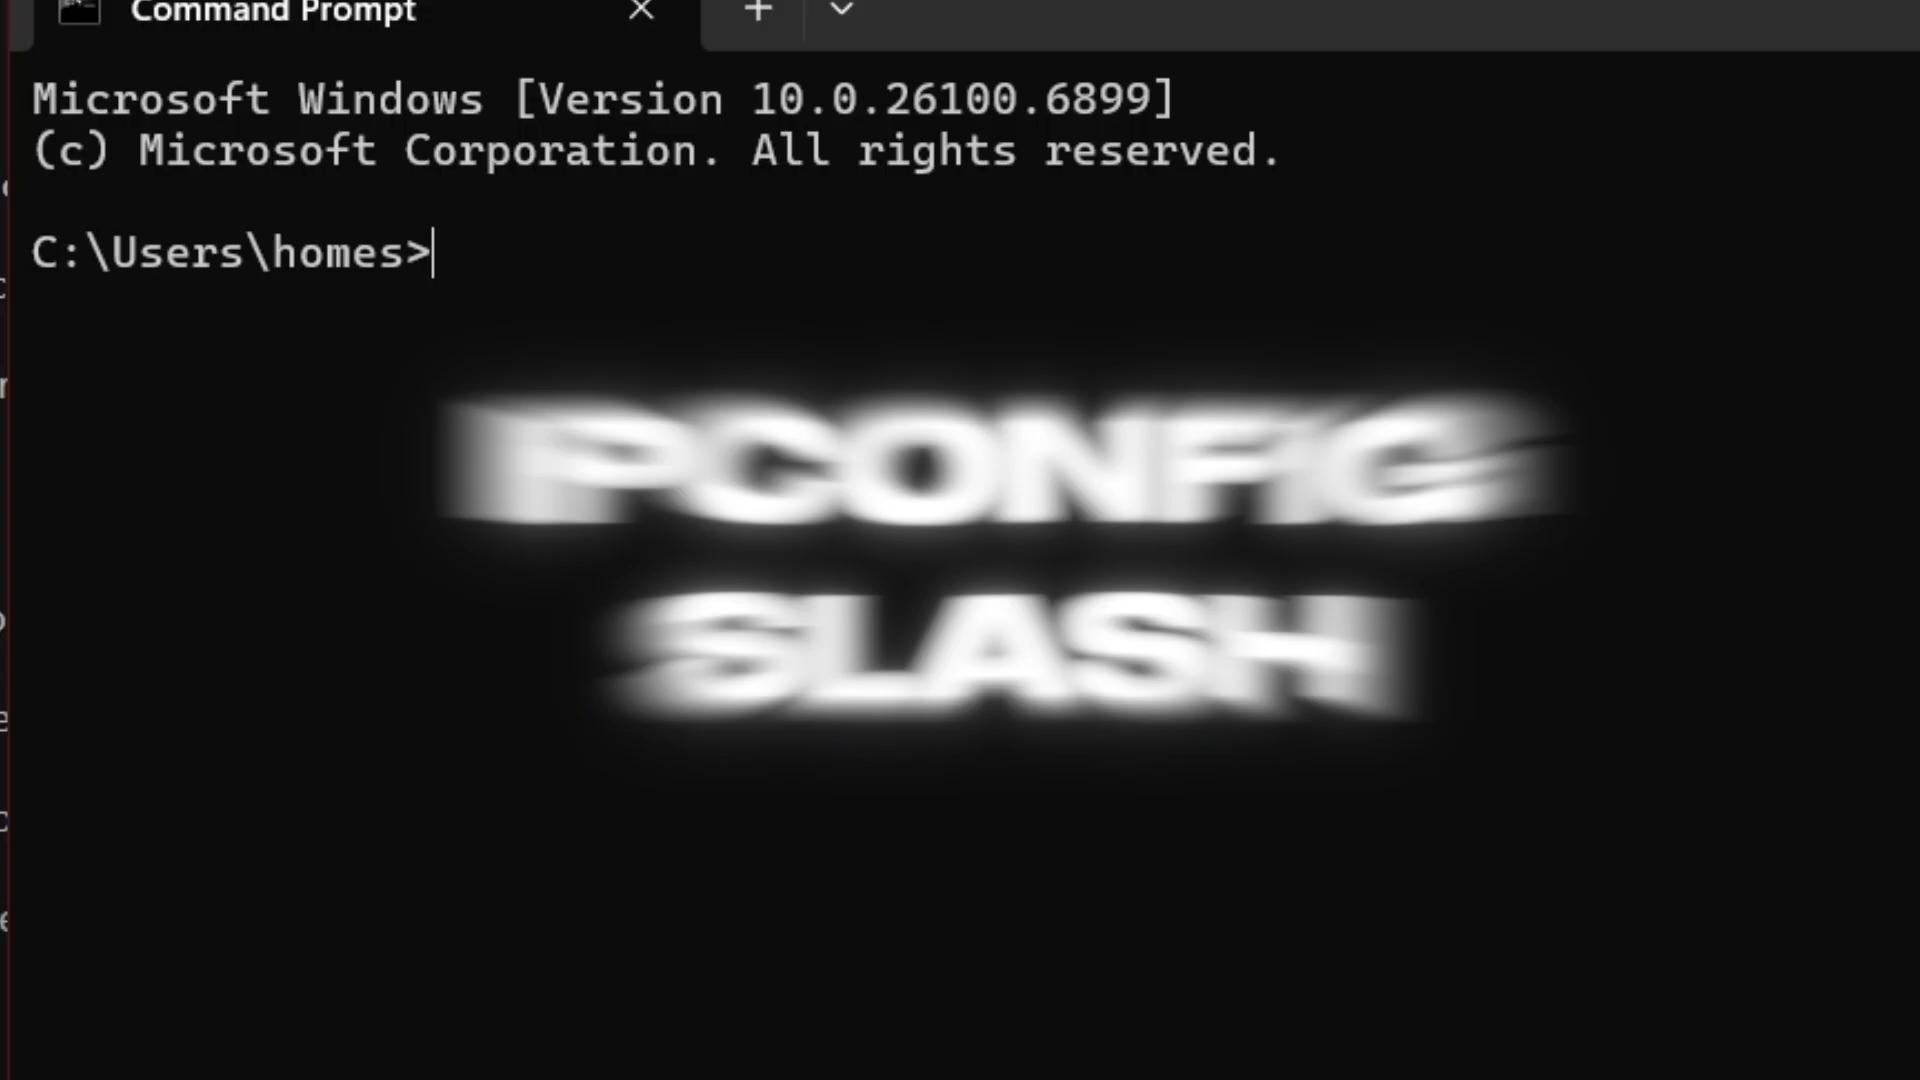 Command Prompt
Microsoft Windows [Version 10.0.26100.6899]
(c) Microsoft Corporation. All rights reserved.
C:\Users\homes>
IPCONFIG
SLASH